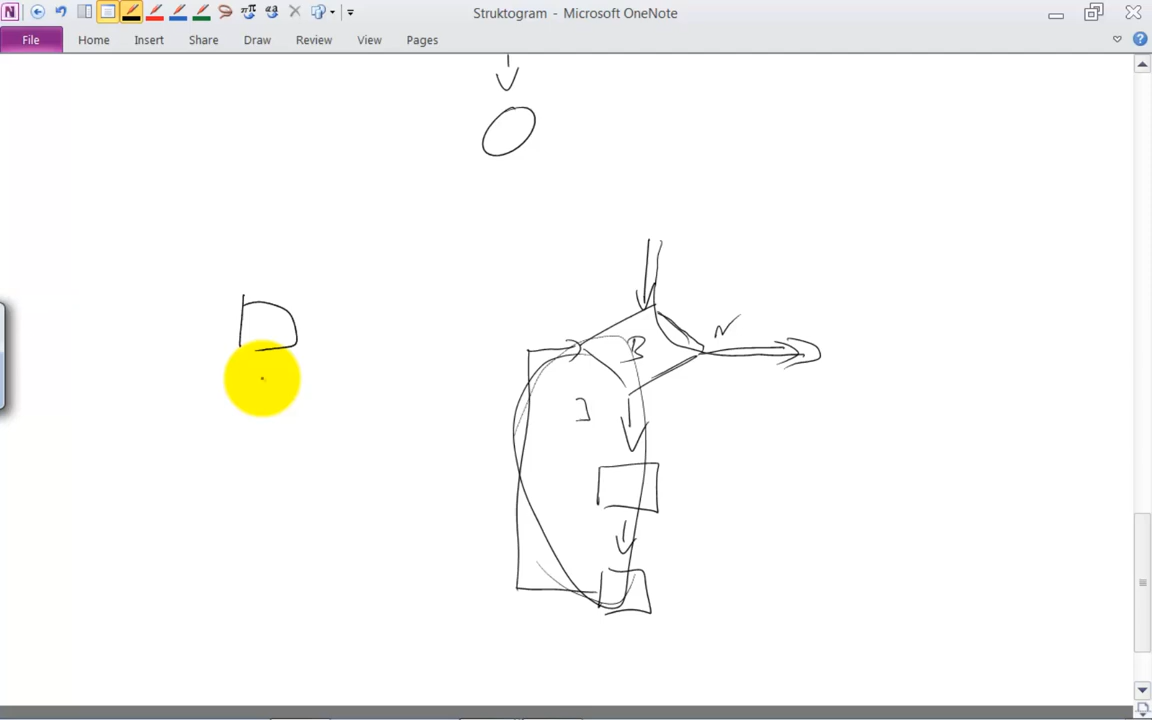 Struktogram - Microsoft OneNote
File Home Insert Share Draw Review View Pages
N
B
J
D